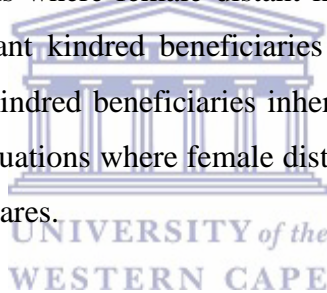 s where female distant
ant kindred beneficiaries
indred beneficiaries inher
uations where female dist
ares.
UNIVERSITY of the
WESTERN CAPE